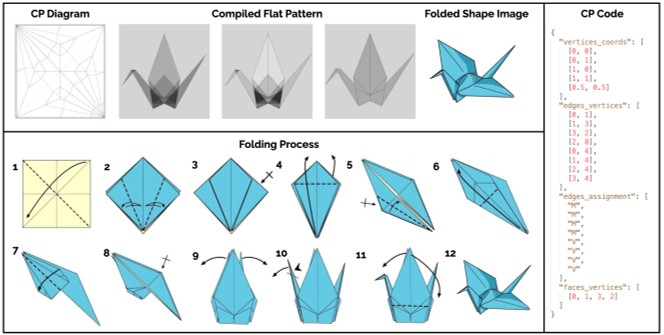 CP Diagram
Compiled Flat Pattern
Folded Shape Image
CP Code
Folding Process
1
2
3
4
5
6
7
8
9
10
11
12
{
"vertices_coords": [
[0, 0],
[0, 1],
[1, 0],
[1, 1],
[0.5, 0.5]
],
"edges_vertices": [
[0, 1],
[1, 3],
[3, 2],
[2, 0],
[0, 4],
[1, 4],
[2, 4],
[3, 4]
],
"edges_assignment": [
"M",
"M",
"M",
"M",
"V",
"V",
"V",
"V"
],
"faces_vertices": [
[0, 1, 3, 2]
]
}